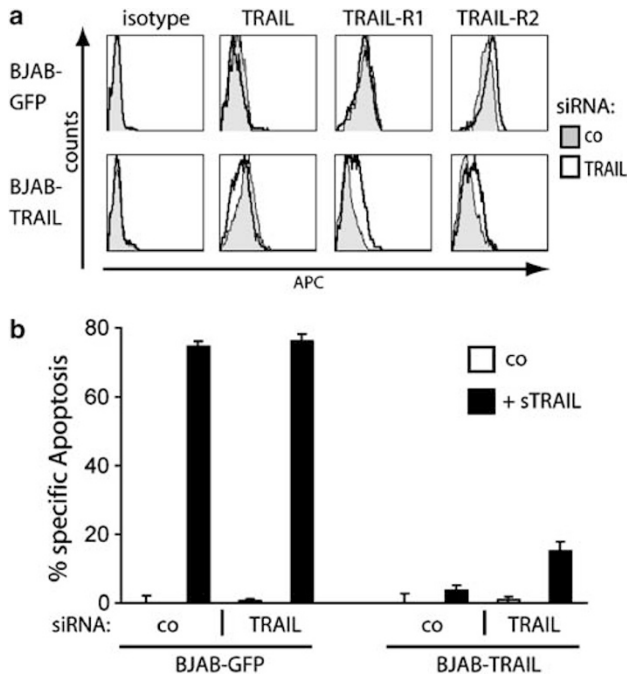 a
isotype TRAIL TRAIL-R1 TRAIL-R2
BJAB-
GFP
BJAB-
TRAIL
counts
APC
siRNA:
co
TRAIL
b
% specific Apoptosis
80
60
40
20
0
co
+ sTRAIL
siRNA: co TRAIL co TRAIL
BJAB-GFP BJAB-TRAIL